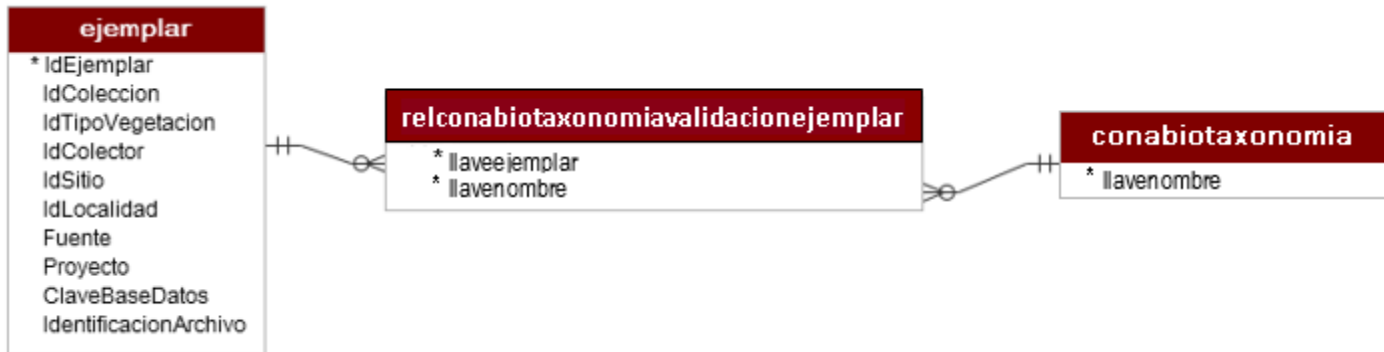 ejemplar
* IdEjemplar
IdColeccion
IdTipoVegetacion
IdColector
IdSitio
IdLocalidad
Fuente
Proyecto
ClaveBaseDatos
IdentificacionArchivo
relconabiotaxonomiavalidacionejemplar
* llaveejemplar
* llavenombre
conabiotaxonomia
* llavenombre